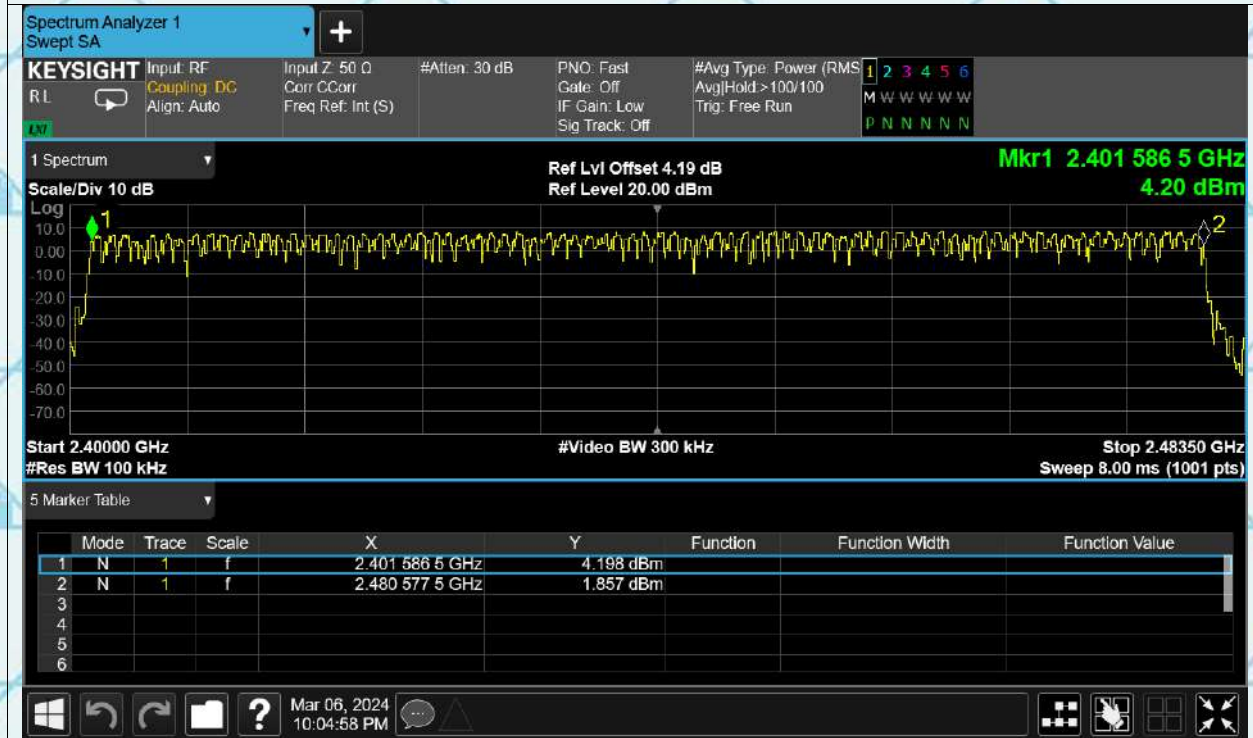 Spectrum Analyzer 1
Swept SA
+
KEYSIGHT
RL
LXI
Input: RF
Coupling: DC
Align: Auto
Input Z: 50 Ω
Corr CCorr
Freq Ref: Int (S)
#Atten: 30 dB
PNO: Fast
Gate: Off
IF Gain: Low
Sig Track: Off
#Avg Type: Power (RMS
Avg|Hold:>100/100
Trig: Free Run
1 2 3 4 5 6
M W W W W W
P N N N N N
1 Spectrum
Scale/Div 10 dB
Log
Ref Lvl Offset 4.19 dB
Ref Level 20.00 dBm
Mkr1 2.401 586 5 GHz
4.20 dBm
1
2
10.0
0.00
-10.0
-20.0
-30.0
-40.0
-50.0
-60.0
-70.0
Start 2.40000 GHz
#Res BW 100 kHz
#Video BW 300 kHz
Stop 2.48350 GHz
Sweep 8.00 ms (1001 pts)
5 Marker Table
Mode Trace Scale X Y Function Function Width Function Value
1 N 1 f 2.401 586 5 GHz 4.198 dBm
2 N 1 f 2.480 577 5 GHz 1.857 dBm
3
4
5
6
?
Mar 06, 2024
10:04:58 PM